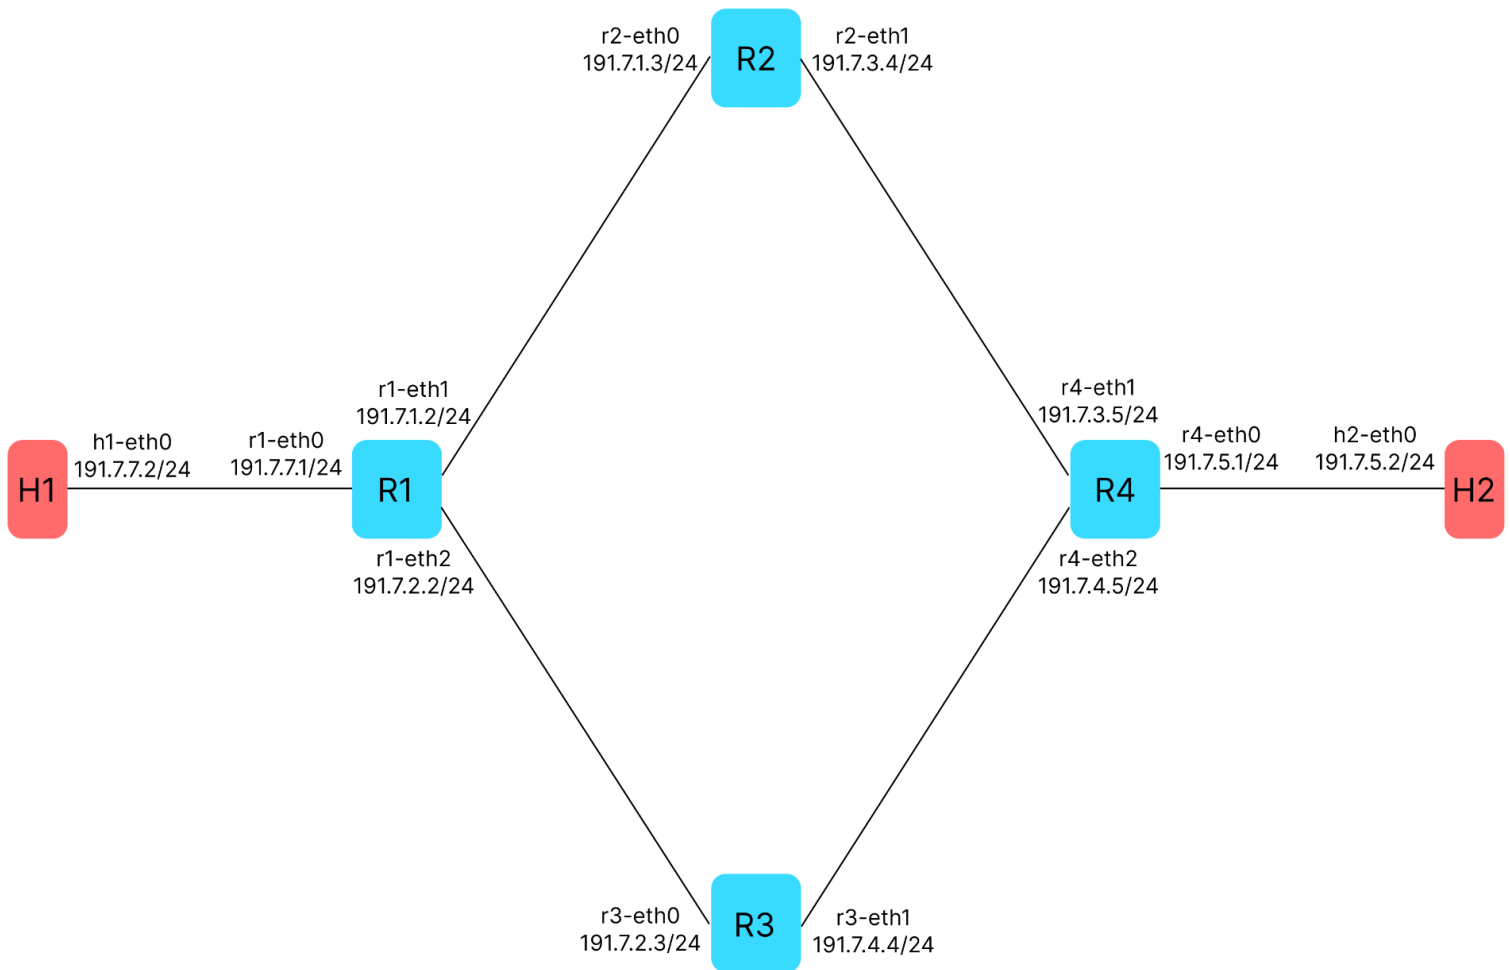 r2-eth0
191.7.1.3/24
R2
r2-eth1
191.7.3.4/24
r1-eth1
191.7.1.2/24
r4-eth1
191.7.3.5/24
H1
h1-eth0
191.7.7.2/24
r1-eth0
191.7.7.1/24
R1
R4
r4-eth0
191.7.5.1/24
h2-eth0
191.7.5.2/24
H2
r1-eth2
191.7.2.2/24
r4-eth2
191.7.4.5/24
r3-eth0
191.7.2.3/24
R3
r3-eth1
191.7.4.4/24